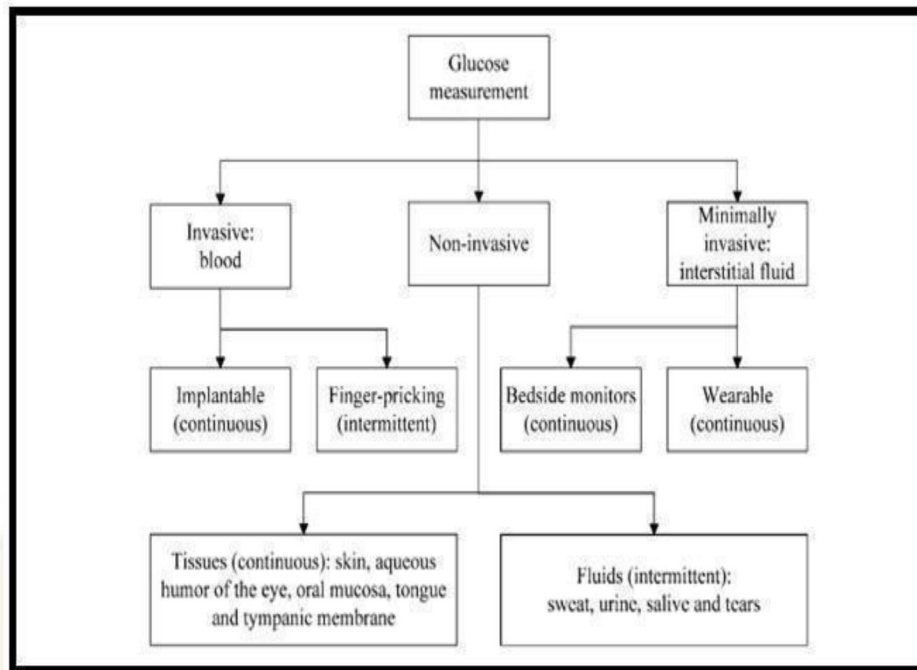 Glucose
measurement
Invasive:
blood
Non-invasive
Minimally
invasive:
interstitial fluid
Implantable
(continuous)
Finger-pricking
(intermittent)
Bedside monitors
(continuous)
Wearable
(continuous)
Tissues (continuous): skin, aqueous
humor of the eye, oral mucosa, tongue
and tympanic membrane
Fluids (intermittent):
sweat, urine, salive and tears